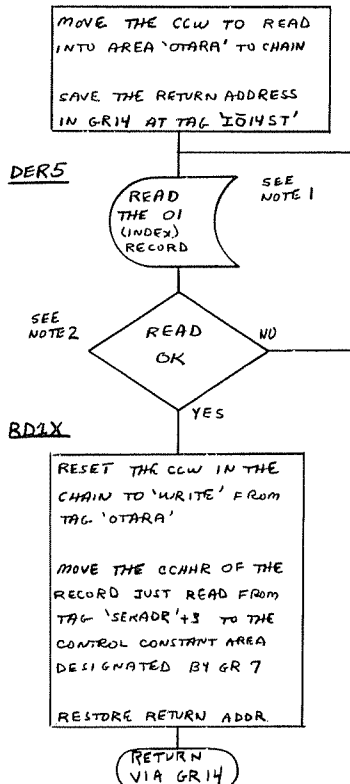 MOVE THE CCW TO READ
INTO AREA 'OTARA' TO CHAIN
SAVE THE RETURN ADDRESS
IN GR14 AT TAG 'IO14ST'
DER5
READ
THE 01
(INDEX)
RECORD
SEE
NOTE 1
SEE
NOTE 2
READ
OK
NO
YES
RD1X
RESET THE CCW IN THE
CHAIN TO 'WRITE' FROM
TAG 'OTARA'
MOVE THE CCHHR OF THE
RECORD JUST READ FROM
TAG 'SEKADR'+3 TO THE
CONTROL CONSTANT AREA
DESIGNATED BY GR 7
RESTORE RETURN ADDR
RETURN
VIA GR14